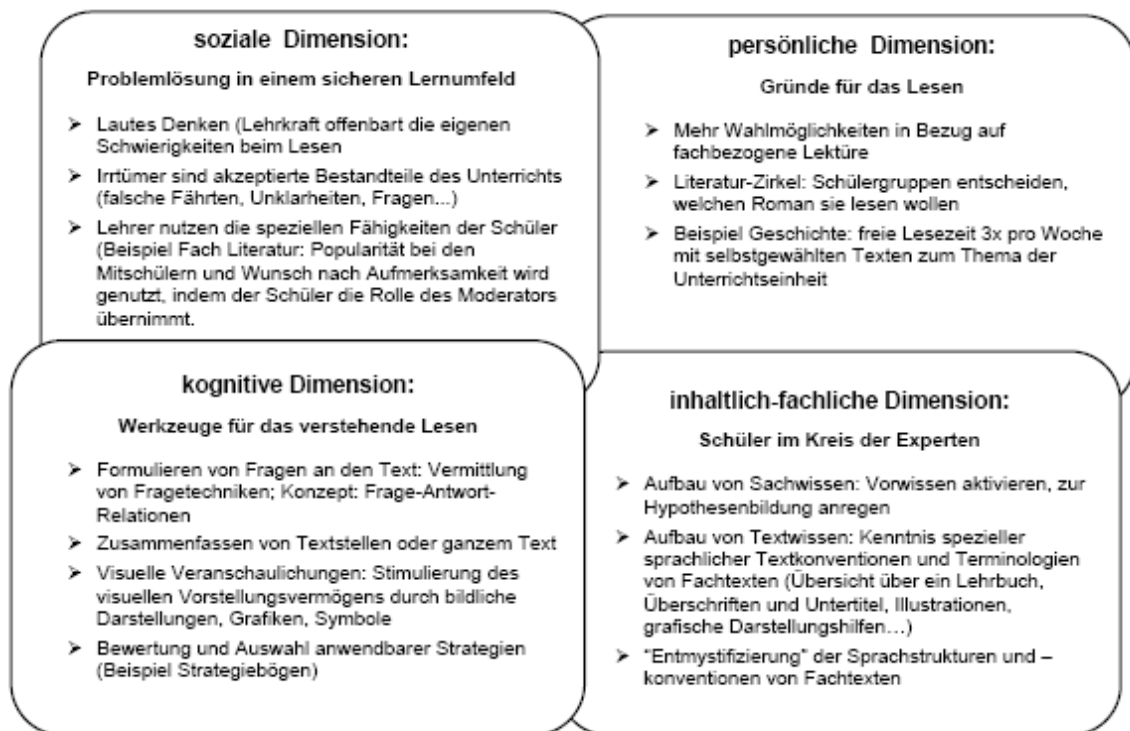 soziale Dimension:
Problemlösung in einem sicheren Lernumfeld
➤ Lautes Denken (Lehrkraft offenbart die eigenen
Schwierigkeiten beim Lesen
➤ Irrtümer sind akzeptierte Bestandteile des Unterrichts
(falsche Fährten, Unklarheiten, Fragen...)
➤ Lehrer nutzen die speziellen Fähigkeiten der Schüler
(Beispiel Fach Literatur: Popularität bei den
Mitschülern und Wunsch nach Aufmerksamkeit wird
genutzt, indem der Schüler die Rolle des Moderators
übernimmt.
persönliche Dimension:
Gründe für das Lesen
➤ Mehr Wahlmöglichkeiten in Bezug auf
fachbezogene Lektüre
➤ Literatur-Zirkel: Schülergruppen entscheiden,
welchen Roman sie lesen wollen
➤ Beispiel Geschichte: freie Lesezeit 3x pro Woche
mit selbstgewählten Texten zum Thema der
Unterrichtseinheit
kognitive Dimension:
Werkzeuge für das verstehende Lesen
➤ Formulieren von Fragen an den Text: Vermittlung
von Fragetechniken; Konzept: Frage-Antwort-
Relationen
➤ Zusammenfassen von Textstellen oder ganzem Text
➤ Visuelle Veranschaulichungen: Stimulierung des
visuellen Vorstellungsvermögens durch bildliche
Darstellungen, Grafiken, Symbole
➤ Bewertung und Auswahl anwendbarer Strategien
(Beispiel Strategiebögen)
inhaltlich-fachliche Dimension:
Schüler im Kreis der Experten
➤ Aufbau von Sachwissen: Vorwissen aktivieren, zur
Hypothesenbildung anregen
➤ Aufbau von Textwissen: Kenntnis spezieller
sprachlicher Textkonventionen und Terminologien
von Fachtexten (Übersicht über ein Lehrbuch,
Überschriften und Untertitel, Illustrationen,
grafische Darstellungshilfen…)
➤ "Entmystifizierung" der Sprachstrukturen und –
konventionen von Fachtexten